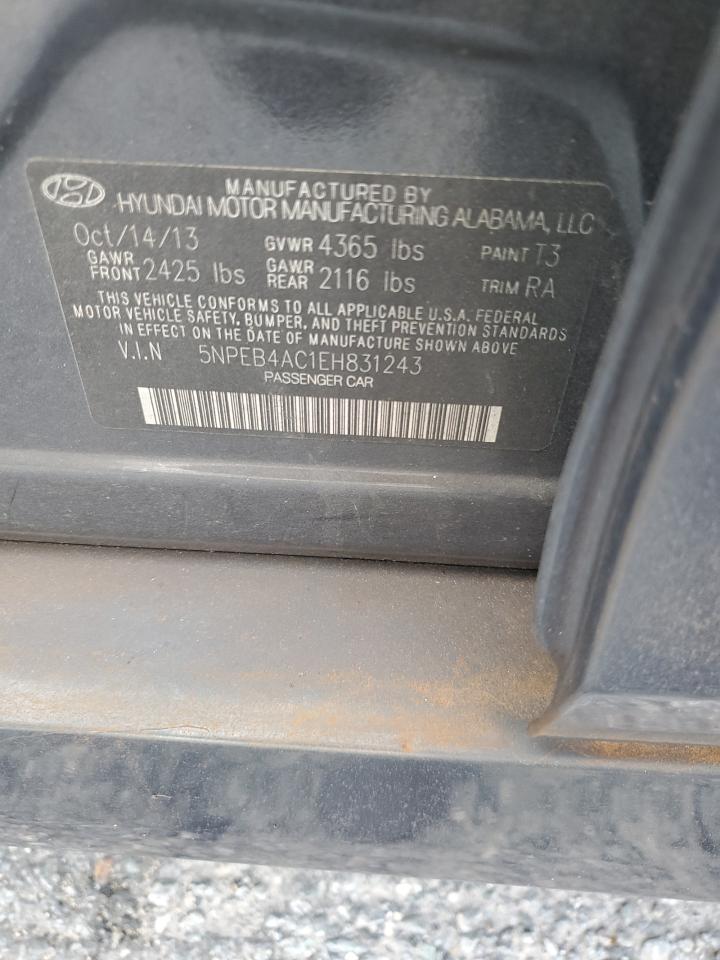 MANUFACTURED BY
HYUNDAI MOTOR MANUFACTURING ALABAMA, LLC
Oct/14/13 GVWR 4365 lbs PAINT T3
GAWR FRONT 2425 lbs GAWR REAR 2116 lbs TRIM RA
THIS VEHICLE CONFORMS TO ALL APPLICABLE U.S.A. FEDERAL
MOTOR VEHICLE SAFETY, BUMPER, AND THEFT PREVENTION STANDARDS
IN EFFECT ON THE DATE OF MANUFACTURE SHOWN ABOVE
V.I.N 5NPEB4AC1EH831243
PASSENGER CAR